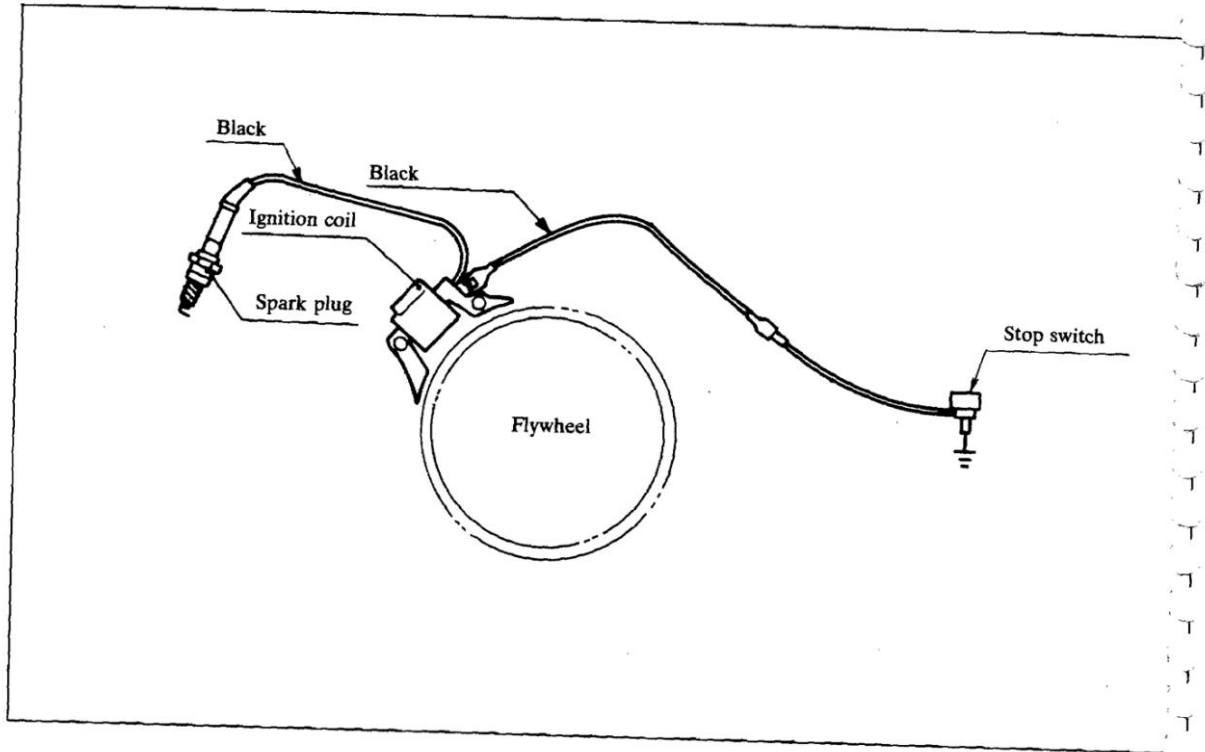 Black
Black
Ignition coil
Spark plug
Stop switch
Flywheel